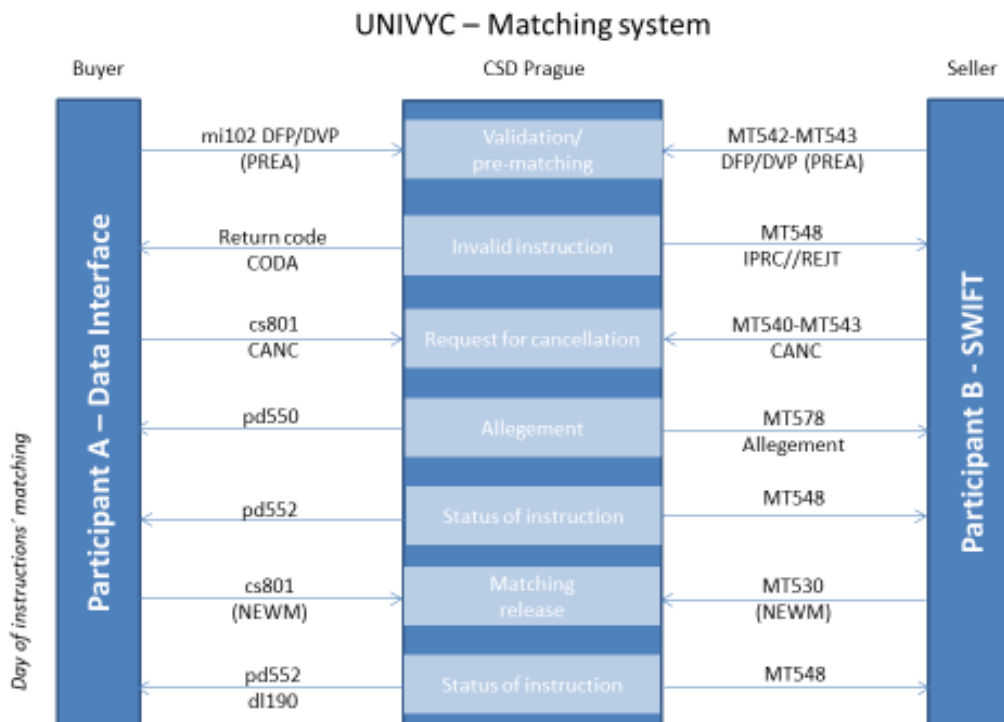 UNIVYC – Matching system
Buyer
CSD Prague
Seller
mi102 DFP/DVP
(PREA)
Validation/
pre-matching
MT542-MT543
DFP/DVP (PREA)
Return code
CODA
Invalid instruction
MT548
IPRC//REJT
cs801
CANC
Request for cancellation
MT540-MT543
CANC
pd550
Allegement
MT578
Allegement
pd552
Status of instruction
MT548
cs801
(NEWM)
Matching
release
MT530
(NEWM)
pd552
dl190
Status of instruction
MT548
Day of instructions´ matching
Participant A – Data Interface
Participant B - SWIFT